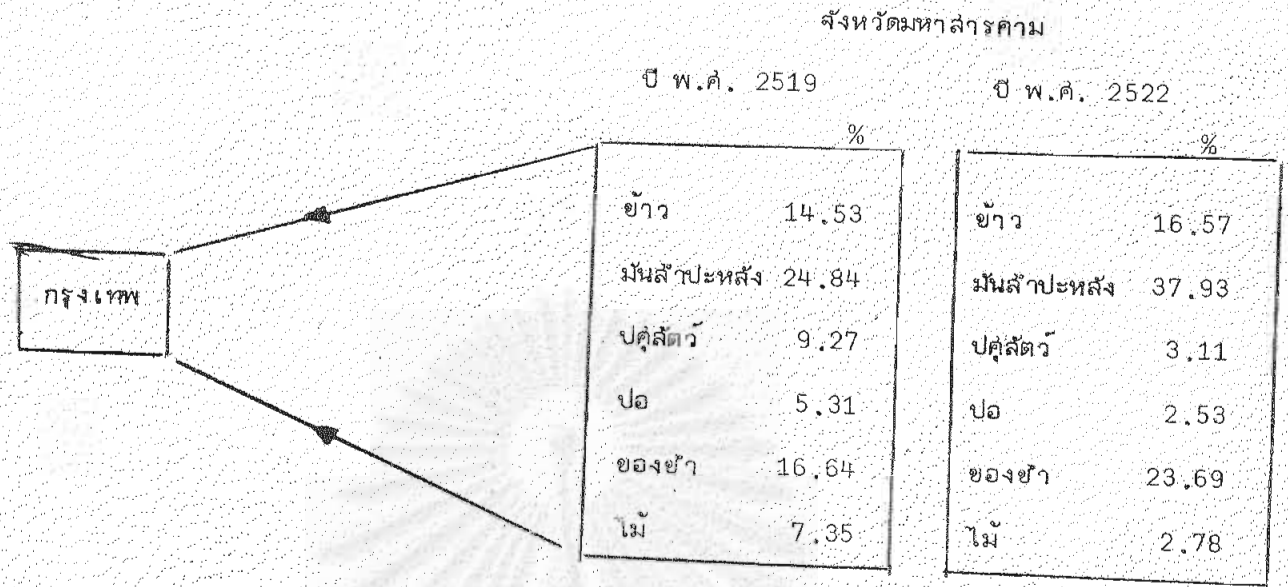 จังหวัดมหาสารคาม
ปี พ.ศ. 2519
ปี พ.ศ. 2522
%
%
กรุงเทพ
ข้าว 14.53
มันสำปะหลัง 24.84
ปศุสัตว์ 9.27
ปอ 5.31
ของชำ 16.64
ไม้ 7.35
ข้าว 16.57
มันสำปะหลัง 37.93
ปศุสัตว์ 3.11
ปอ 2.53
ของชำ 23.69
ไม้ 2.78